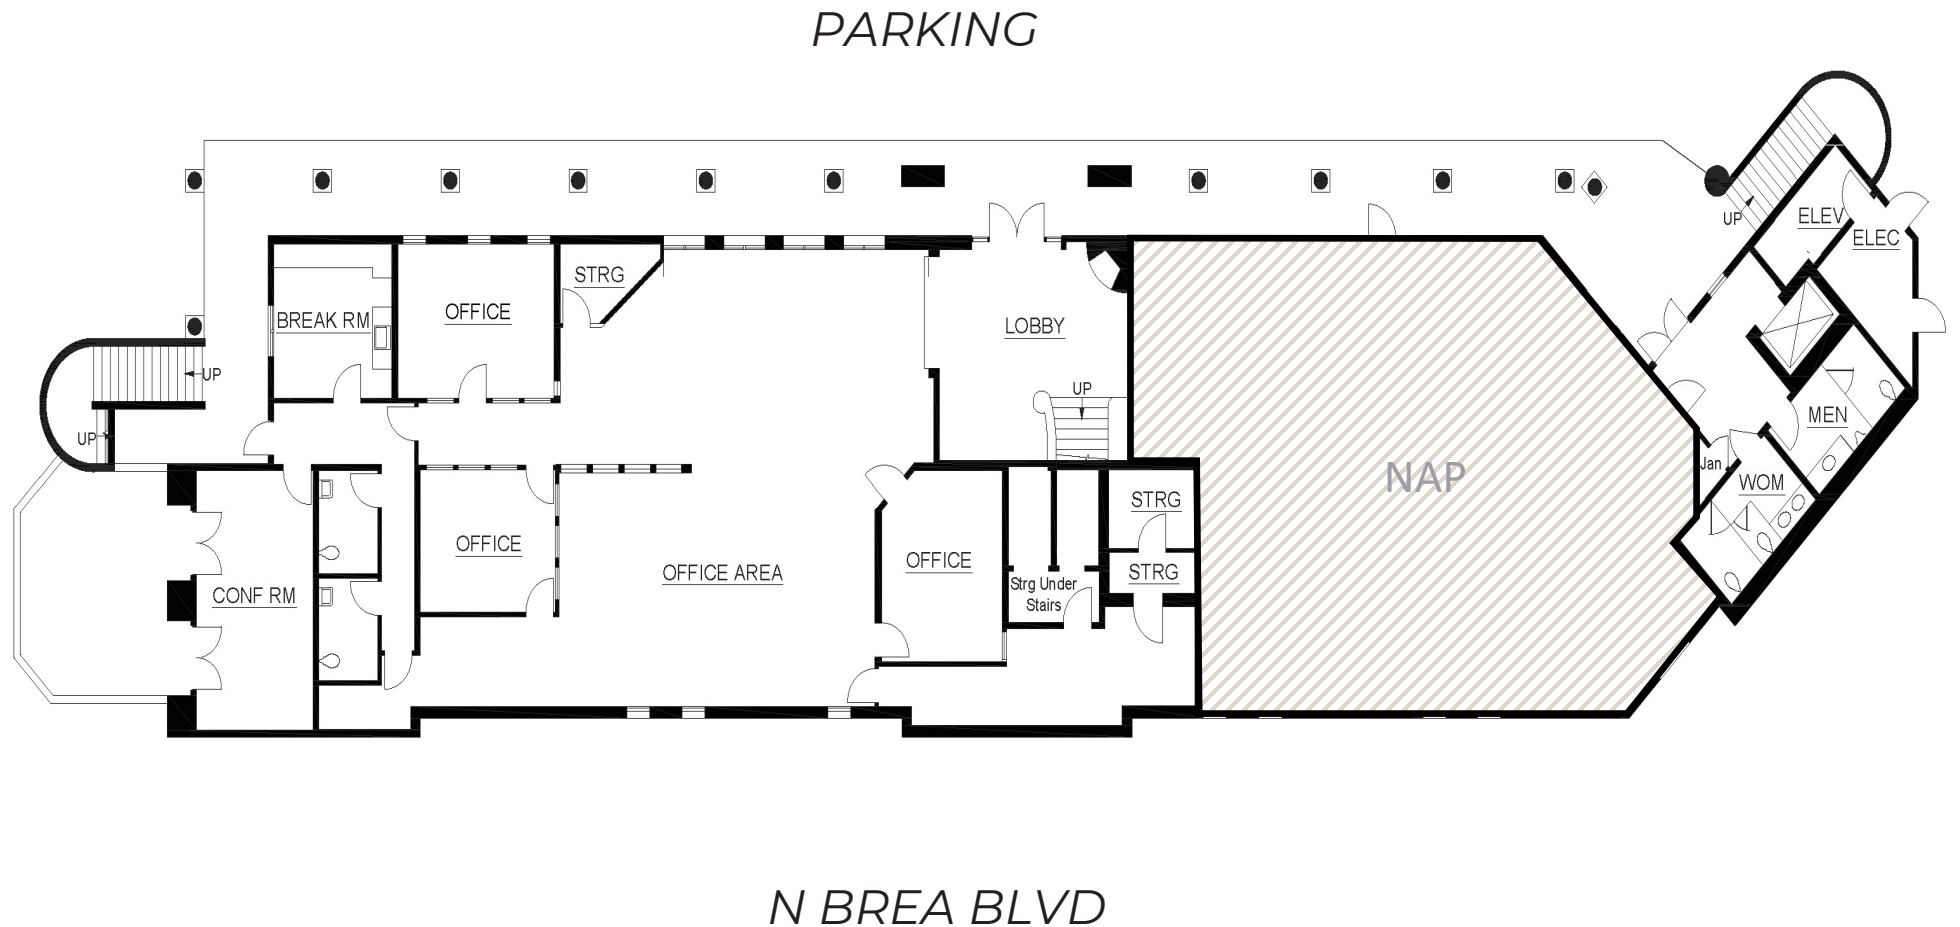 PARKING
UP
ELEV
ELEC
STRG
OFFICE
BREAK RM
LOBBY
UP
UP
UP
MEN
Jan
NAP
WOM
STRG
OFFICE
OFFICE
OFFICE AREA
STRG
Strg Under
Stairs
CONF RM
N BREA BLVD